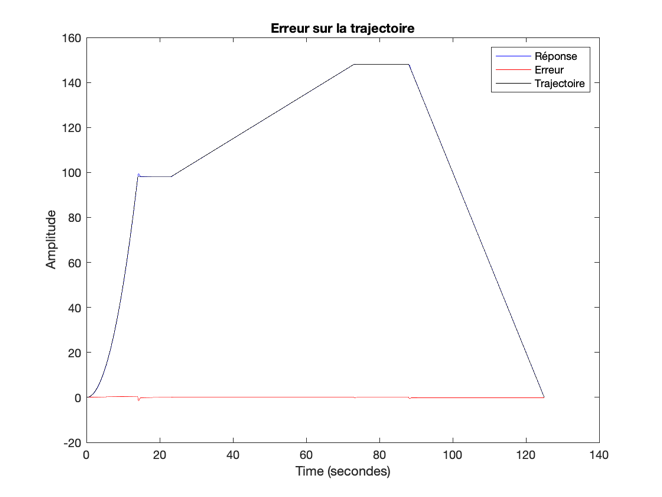 Erreur sur la trajectoire
160
140
120
100
80
60
40
20
0
-20
Amplitude
Réponse
Erreur
Trajectoire
0 20 40 60 80 100 120 140
Time (secondes)